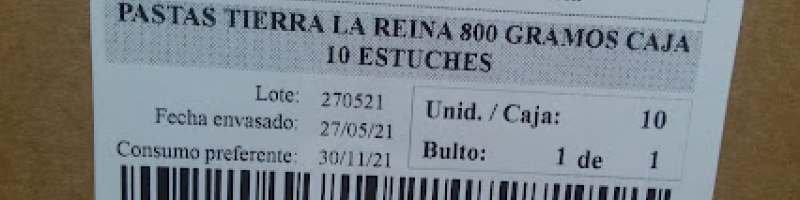 PASTAS TIERRA LA REINA 800 GRAMOS CAJA
10 ESTUCHES
Lote: 270521
Fecha envasado: 27/05/21
Consumo preferente: 30/11/21
Unid. / Caja: 10
Bulto: 1 de 1